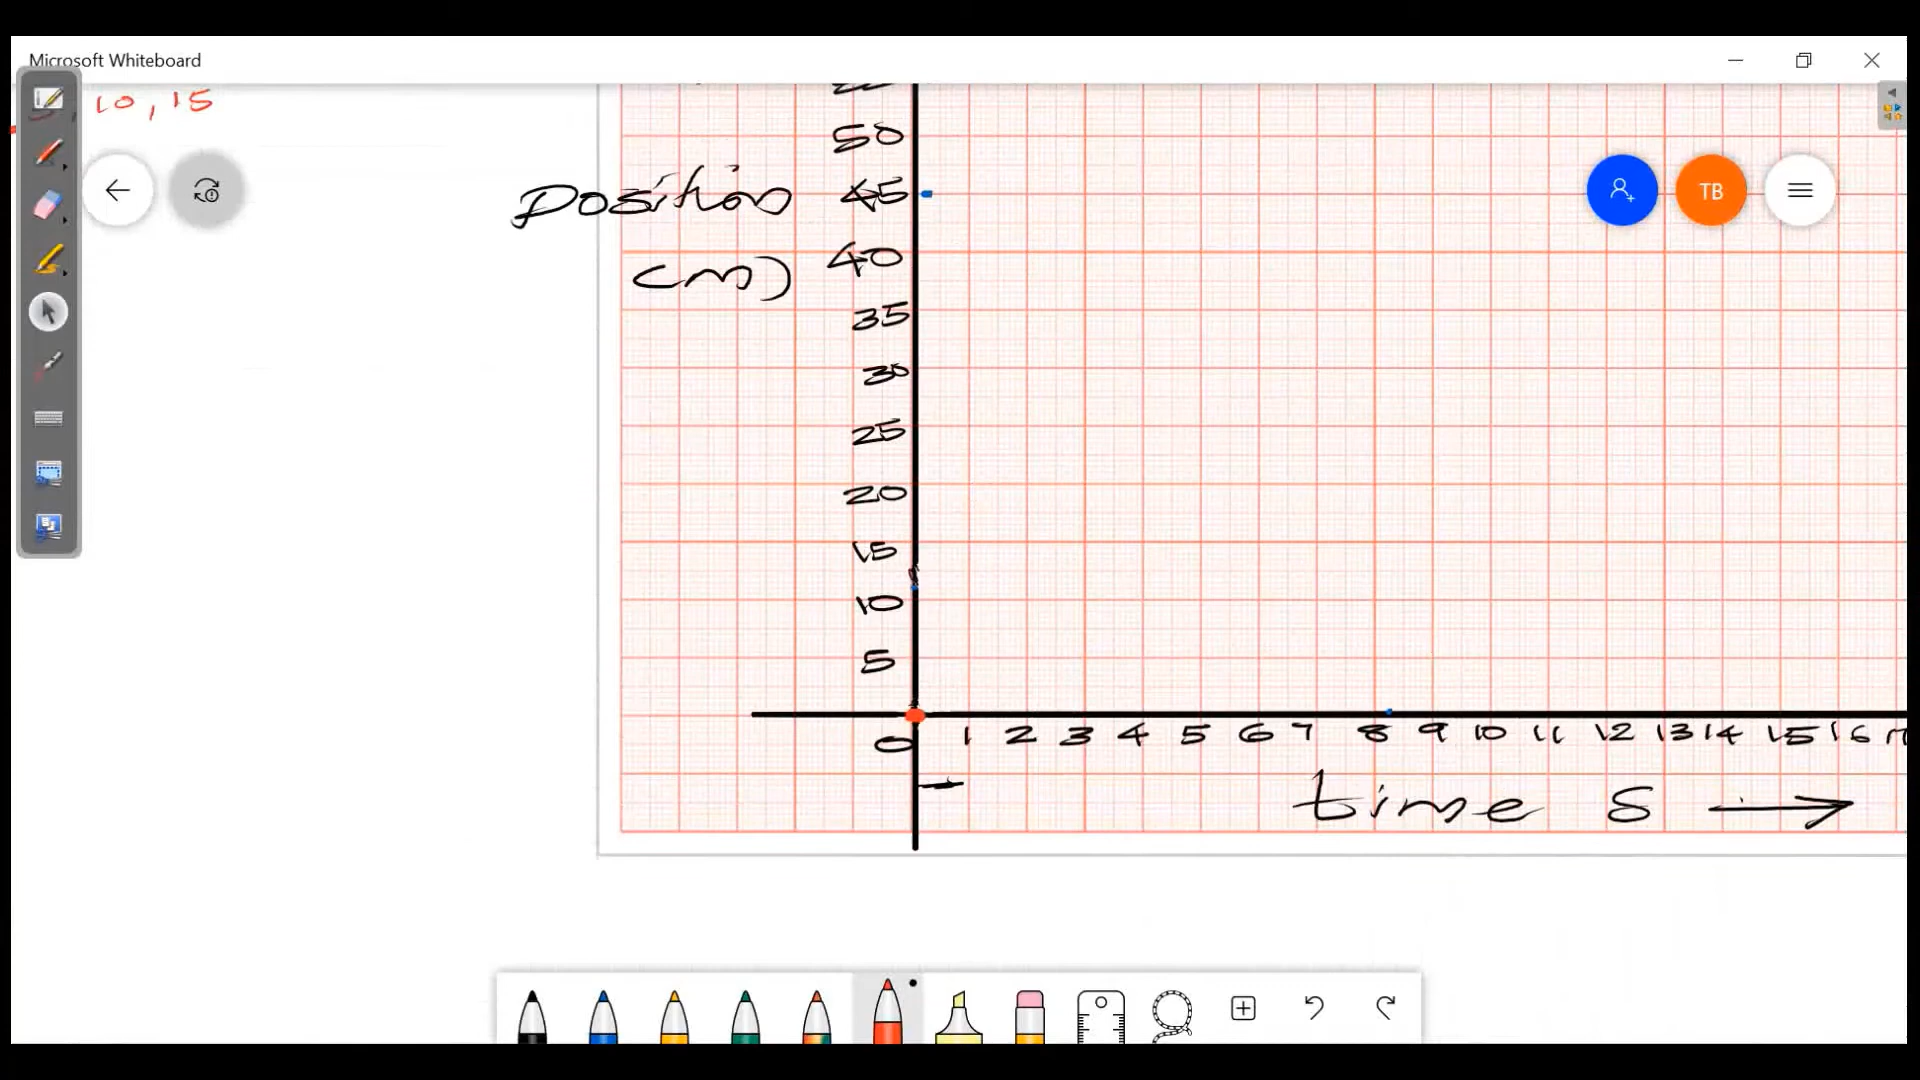 Microsoft Whiteboard
10, 15
TB
50
Position 45
(m) 40
35
30
25
20
15
10
5
0 1 2 3 4 5 6 7 8 9 10 11 12 13 14 15 16
time s